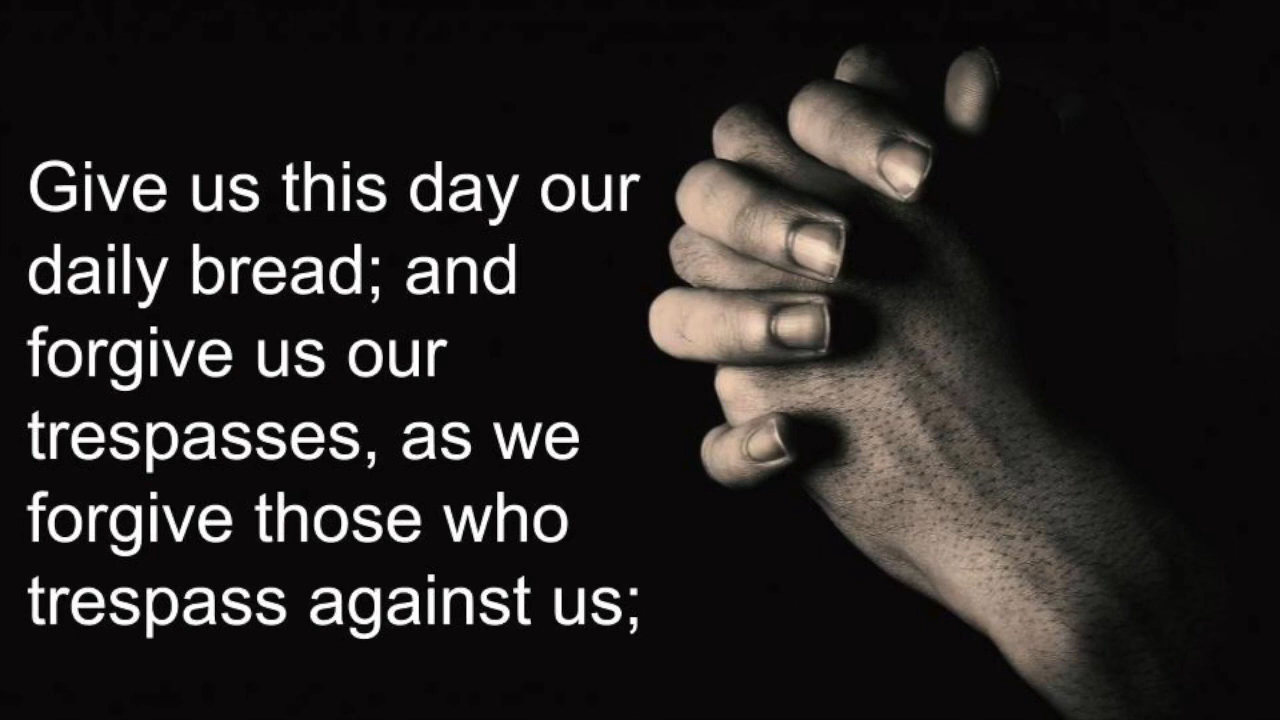 Give us this day our
daily bread; and
forgive us our
trespasses, as we
forgive those who
trespass against us;